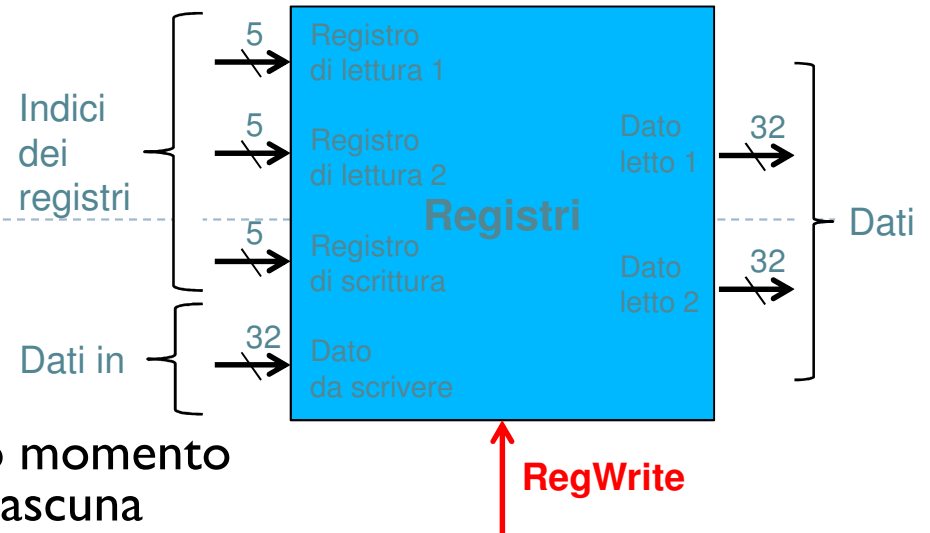 Indici
dei
registri
Dati in
5
5
5
32
Registro
di lettura 1
Registro
di lettura 2
Registri
Registro
di scrittura
Dato
da scrivere
Dato
letto 1
Dato
letto 2
32
32
Dati
RegWrite
momento